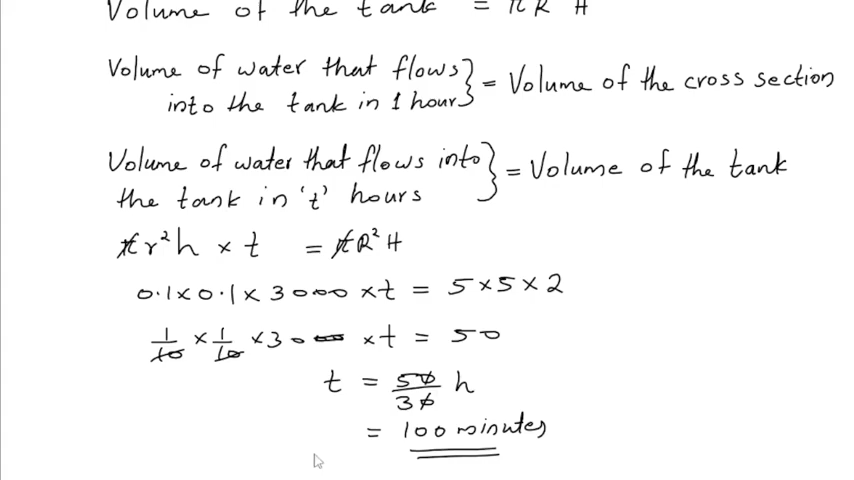 Volume of the tank = πR H
Volume of water that flows
into the tank in 1 hour } = Volume of the cross section
Volume of water that flows into
the tank in 't' hours } = Volume of the tank
πr²h × t = πR²H
0.1 × 0.1 × 3000 × t = 5 × 5 × 2
1/10 × 1/10 × 3000 × t = 50
t = 50/30 h
= 100 minutes